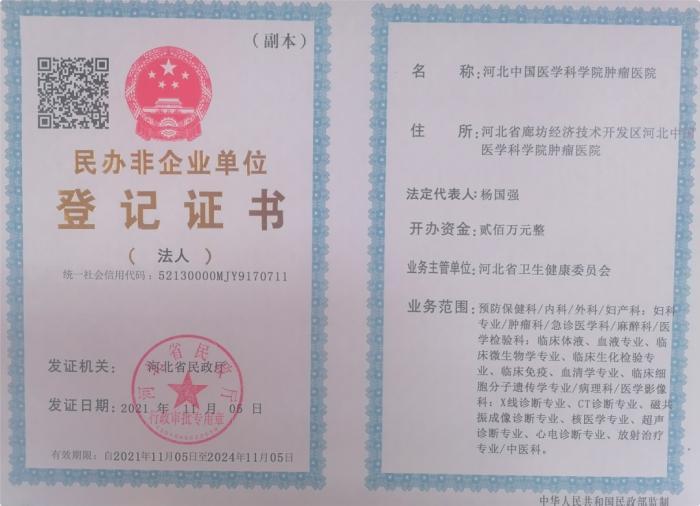 （副本）
民办非企业单位
登记证书
（法人）
统一社会信用代码：52130000MJY9170711
发证机关：河北省民政厅
发证日期：2021 年 11 月 05 日
有效期限：自2021年11月05日至2024年11月05日
河北省民政厅
行政审批专用章
名 称：河北中国医学科学院肿瘤医院
住 所：河北省廊坊经济技术开发区河北中国
医学科学院肿瘤医院
法定代表人：杨国强
开办资金：贰佰万元整
业务主管单位：河北省卫生健康委员会
业务范围：预防保健科/内科/外科/妇产科：妇科
专业/肿瘤科/急诊医学科/麻醉科/医
学检验科：临床体液、血液专业、临
床微生物学专业、临床生化检验专
业、临床免疫、血清学专业、临床细
胞分子遗传学专业/病理科/医学影像
科：X线诊断专业、CT诊断专业、磁共
振成像诊断专业、核医学专业、超声
诊断专业、心电诊断专业、放射治疗
专业/中医科。
中华人民共和国民政部监制